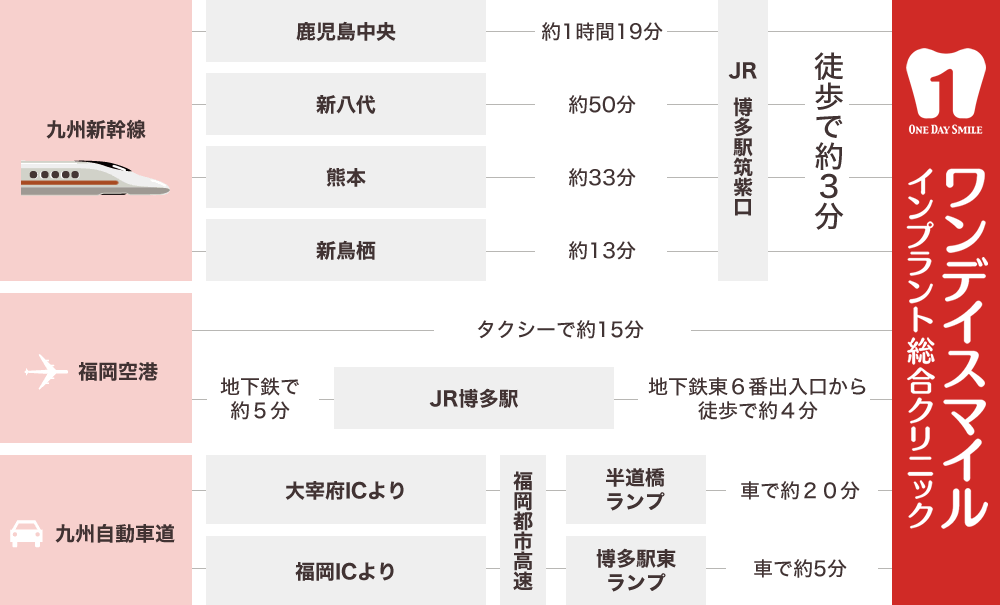 九州新幹線
鹿児島中央
約1時間19分
新八代
約50分
熊本
約33分
新鳥栖
約13分
JR 博多駅筑紫口
徒歩で約3分
福岡空港
タクシーで約15分
地下鉄で
約５分
JR博多駅
地下鉄東６番出入口から
徒歩で約４分
九州自動車道
大宰府ICより
福岡ICより
福岡都市高速
半道橋
ランプ
車で約２０分
博多駅東
ランプ
車で約5分
1
ONE DAY SMILE
ワンデイスマイル
インプラント総合クリニック